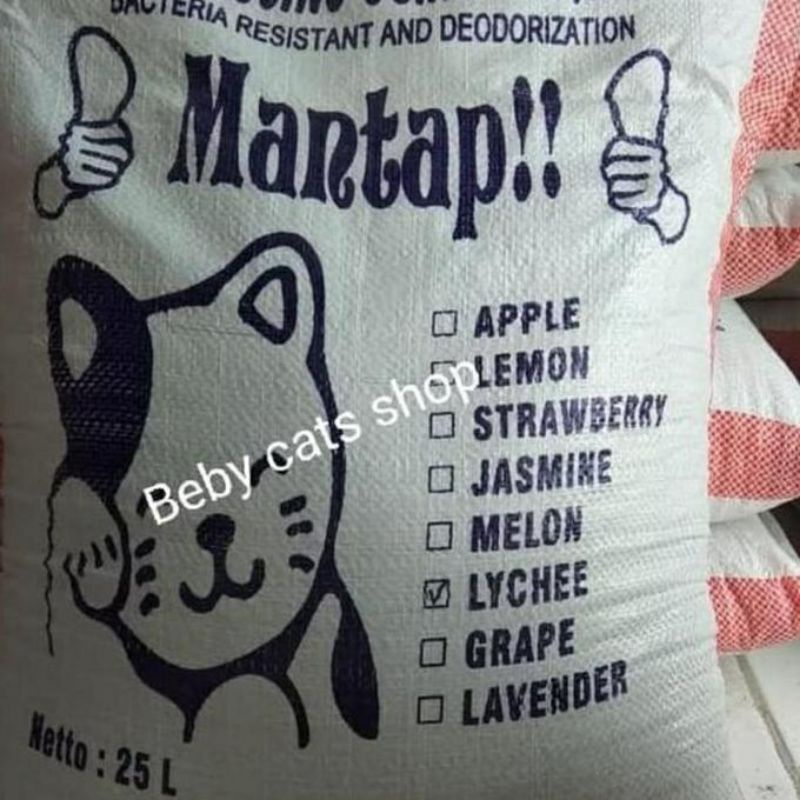 BACTERIA RESISTANT AND DEODORIZATION
Mantap!!
APPLE
LEMON
STRAWBERRY
JASMINE
MELON
LYCHEE
GRAPE
LAVENDER
Beby cats shop
Netto : 25 L